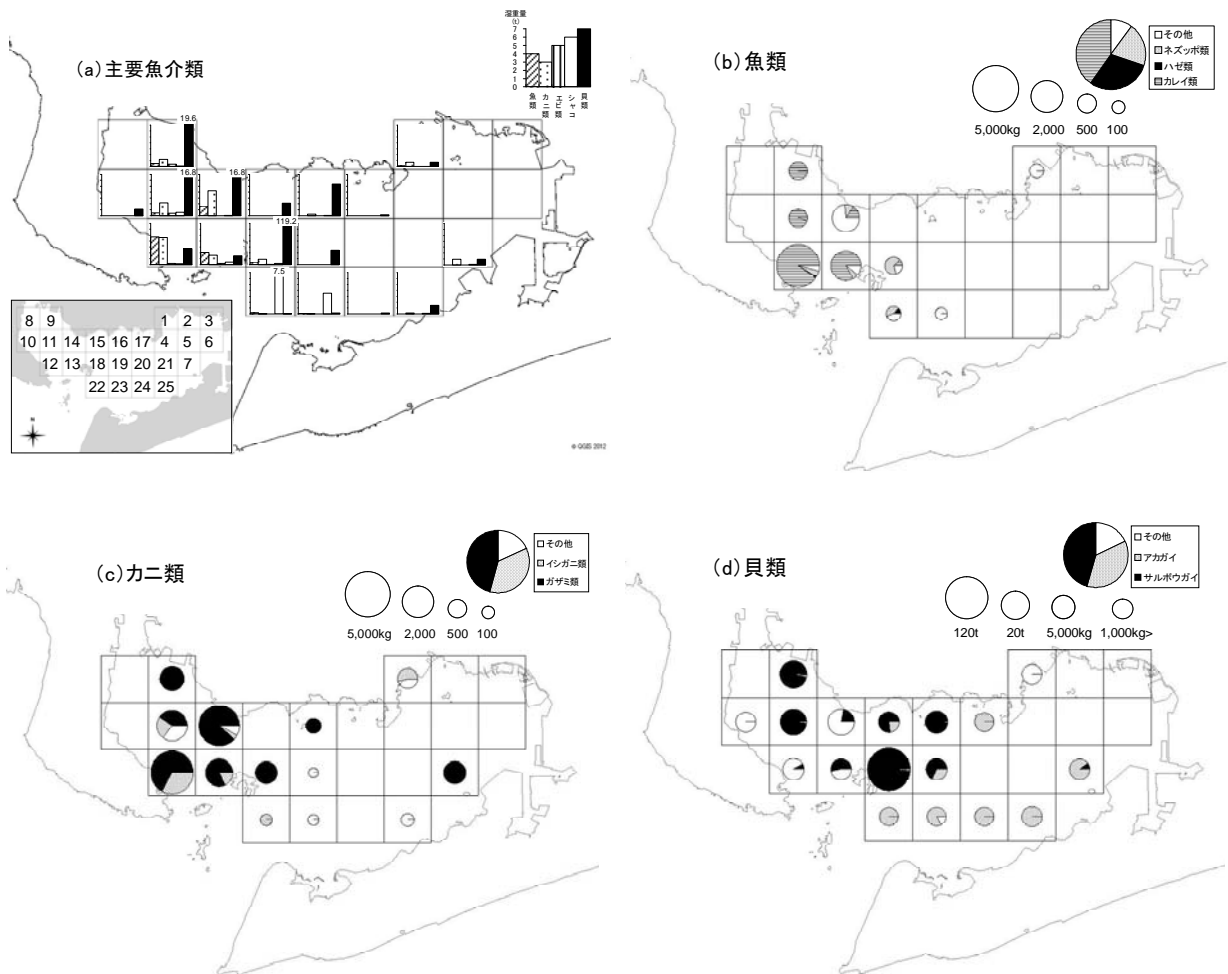 (a)主要魚介類
湿重量
(t)
7
6
5
4
3
2
1
0
魚類
カニ類
エビ類
シャコ
貝類
19.6
16.8
16.8
119.2
7.5
8 9 1 2 3
10 11 14 15 16 17 4 5 6
12 13 18 19 20 21 7
22 23 24 25
N
© QGIS 2012
(b)魚類
□その他
ネズッポ類
■ハゼ類
カレイ類
5,000kg 2,000 500 100
(c)カニ類
□その他
イシガニ類
■ガザミ類
5,000kg 2,000 500 100
(d)貝類
□その他
アカガイ
■サルボウガイ
120t 20t 5,000kg 1,000kg>